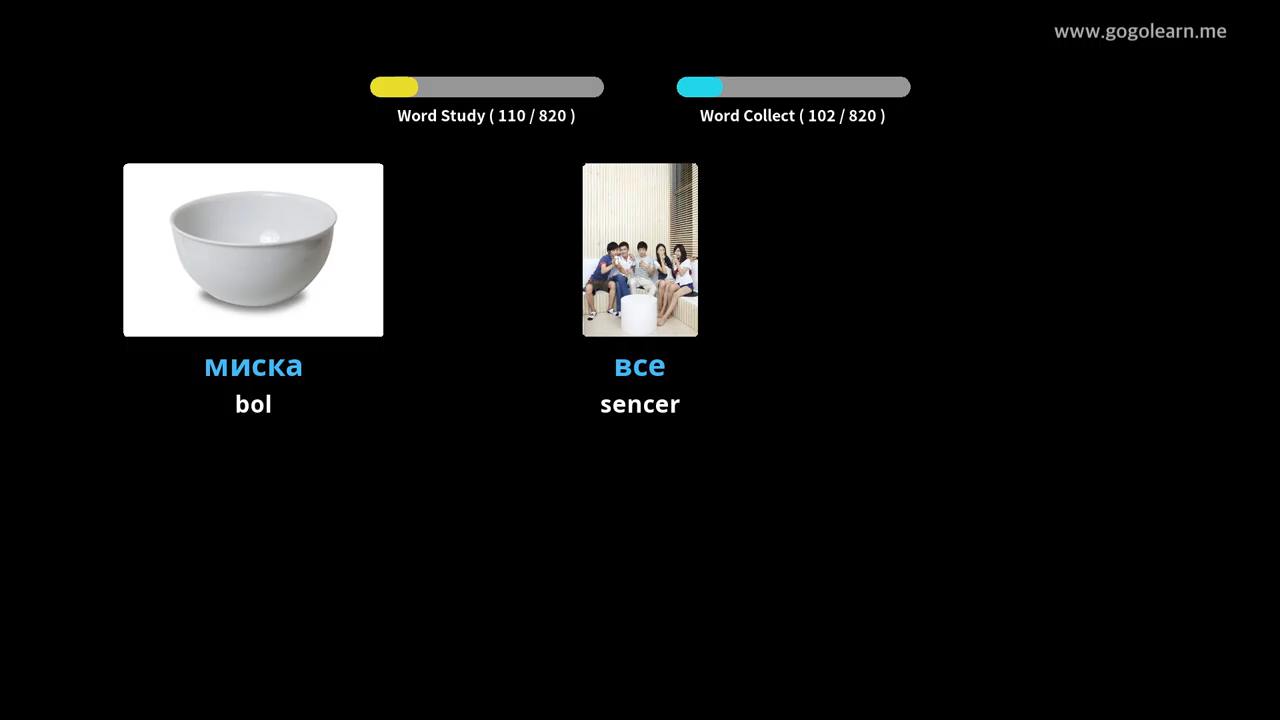 www.gogolearn.me
Word Study ( 110 / 820 )
Word Collect ( 102 / 820 )
миска
bol
все
sencer